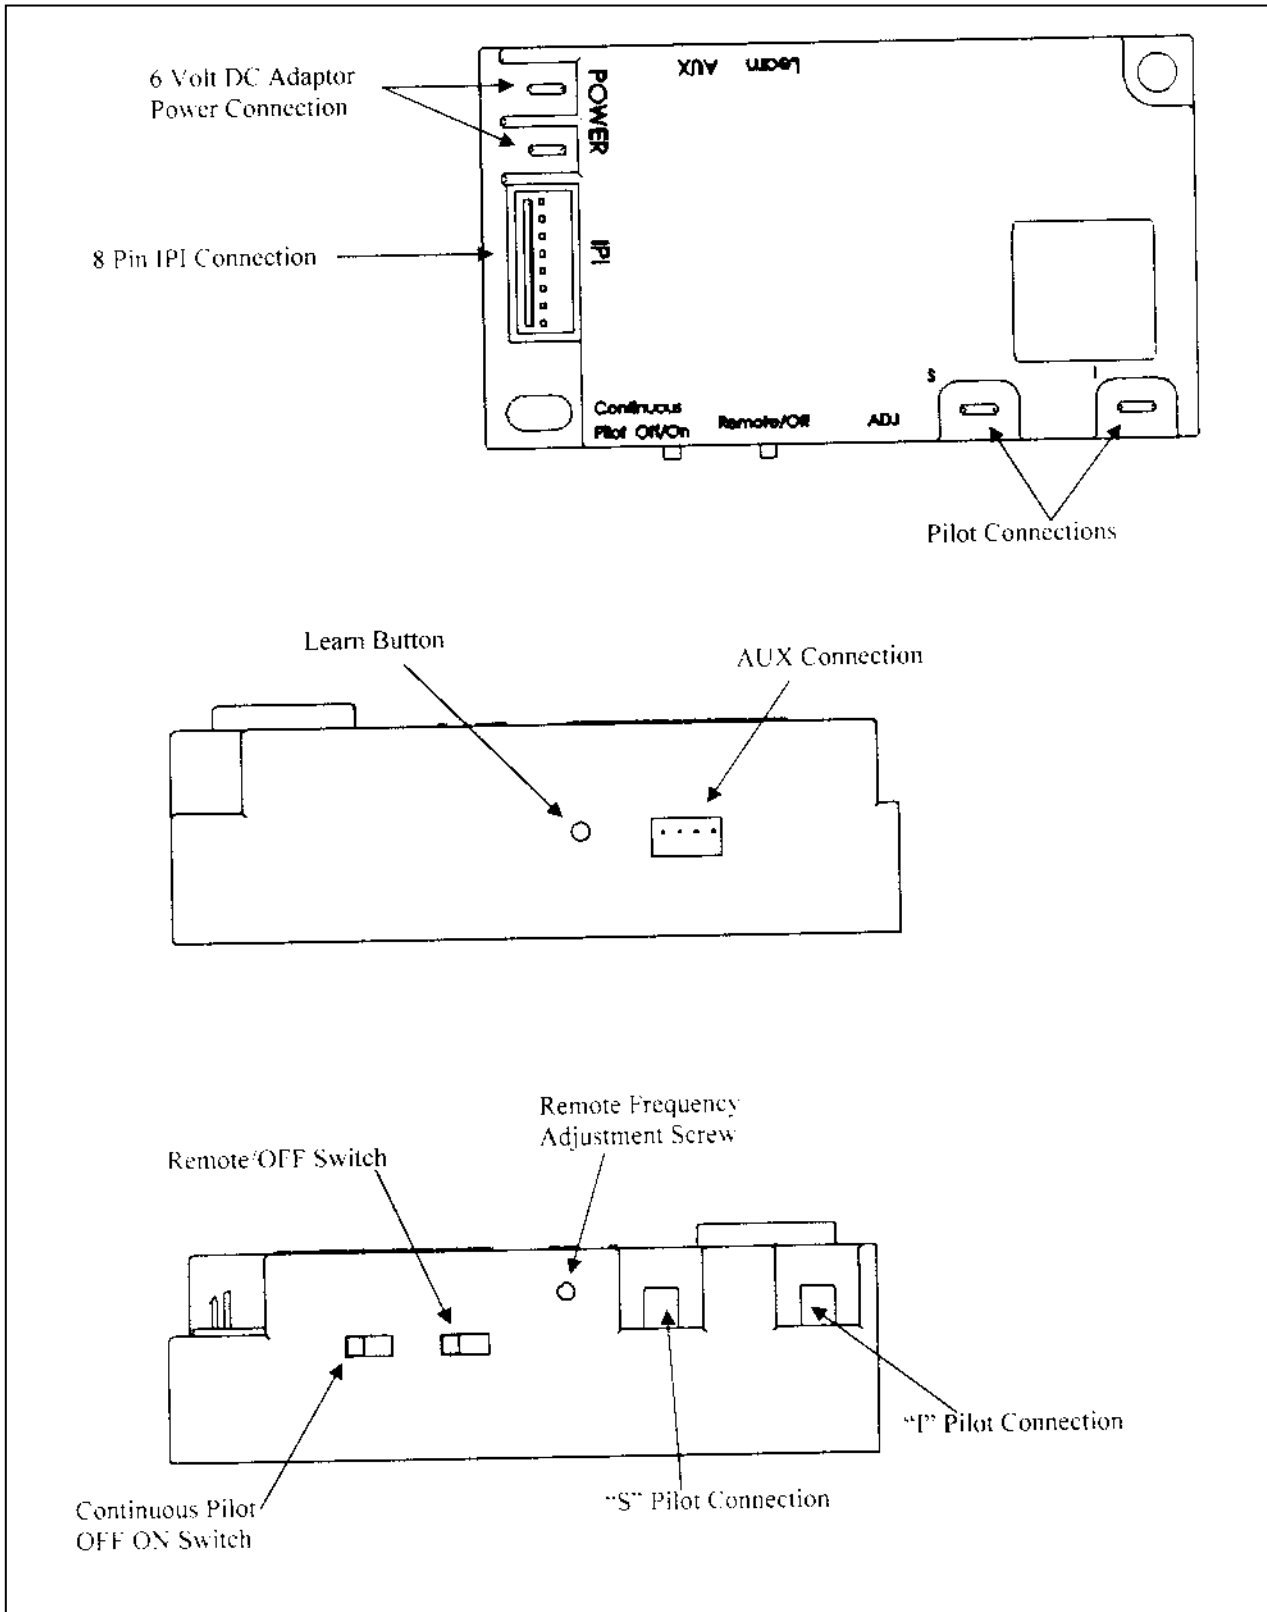 6 Volt DC Adaptor
Power Connection
POWER
AUX
Learn
8 Pin IPI Connection
IPI
S
I
Continuous
Pilot Off/On
Remote/Off
ADJ
Pilot Connections
Learn Button
AUX Connection
Remote Frequency
Adjustment Screw
Remote/OFF Switch
"I" Pilot Connection
"S" Pilot Connection
Continuous Pilot
OFF ON Switch